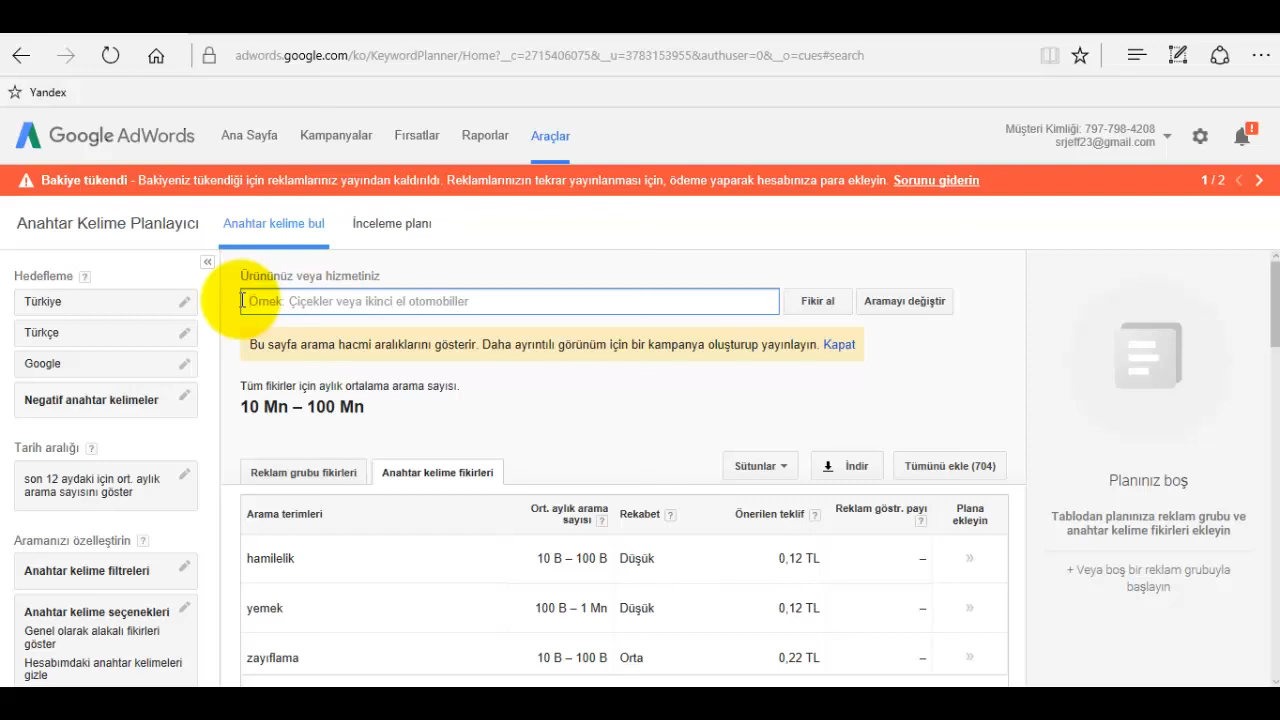 adwords.google.com/ko/KeywordPlanner/Home?__c=2715406075&__u=3783153955&authuser=0&__o=cues#search
Yandex
Google AdWords Ana Sayfa Kampanyalar Fırsatlar Raporlar Araçlar
Müşteri Kimliği: 797-798-4208
srjeff23@gmail.com
Bakiye tükendi - Bakiyeniz tükendiği için reklamlarınız yayından kaldırıldı. Reklamlarınızın tekrar yayınlanması için, ödeme yaparak hesabınıza para ekleyin. Sorunu giderin 1 / 2
Anahtar Kelime Planlayıcı Anahtar kelime bul İnceleme planı
Hedefleme ?
Türkiye
Türkçe
Google
Negatif anahtar kelimeler
Tarih aralığı ?
son 12 aydaki için ort. aylık
arama sayısını göster
Aramanızı özelleştirin ?
Anahtar kelime filtreleri
Anahtar kelime seçenekleri
Genel olarak alakalı fikirleri
göster
Hesabımdaki anahtar kelimeleri
gizle
Ürününüz veya hizmetiniz
Örnek: Çiçekler veya ikinci el otomobiller
Fikir al Aramayı değiştir
Bu sayfa arama hacmi aralıklarını gösterir. Daha ayrıntılı görünüm için bir kampanya oluşturup yayınlayın. Kapat
Tüm fikirler için aylık ortalama arama sayısı.
10 Mn – 100 Mn
Reklam grubu fikirleri Anahtar kelime fikirleri Sütunlar İndir Tümünü ekle (704)
Arama terimleri Ort. aylık arama sayısı ? Rekabet ? Önerilen teklif ? Reklam göstr. payı ? Plana ekleyin
hamilelik 10 B – 100 B Düşük 0,12 TL – »
yemek 100 B – 1 Mn Düşük 0,12 TL – »
zayıflama 10 B – 100 B Orta 0,22 TL – »
Planınız boş
Tablodan planınıza reklam grubu ve
anahtar kelime fikirleri ekleyin
+ Veya boş bir reklam grubuyla
başlayın